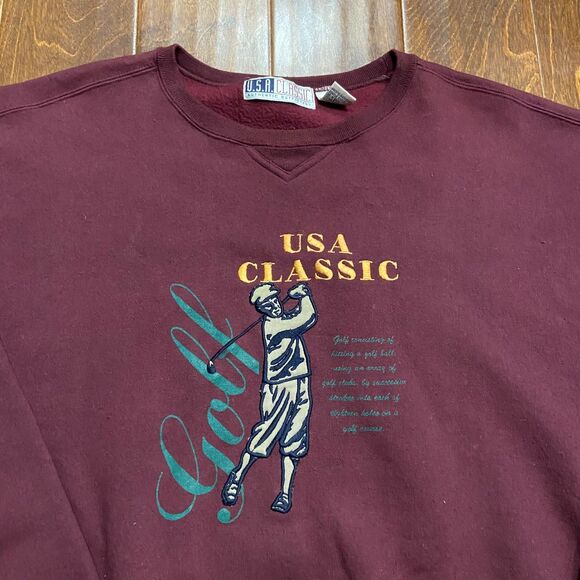 U.S.A. CLASSIC
AUTHENTIC
USA
CLASSIC
Golf
Golf consisting of
hitting a golf ball,
using an array of
golf clubs, by successive
strokes into each of
eighteen holes on a
golf course.